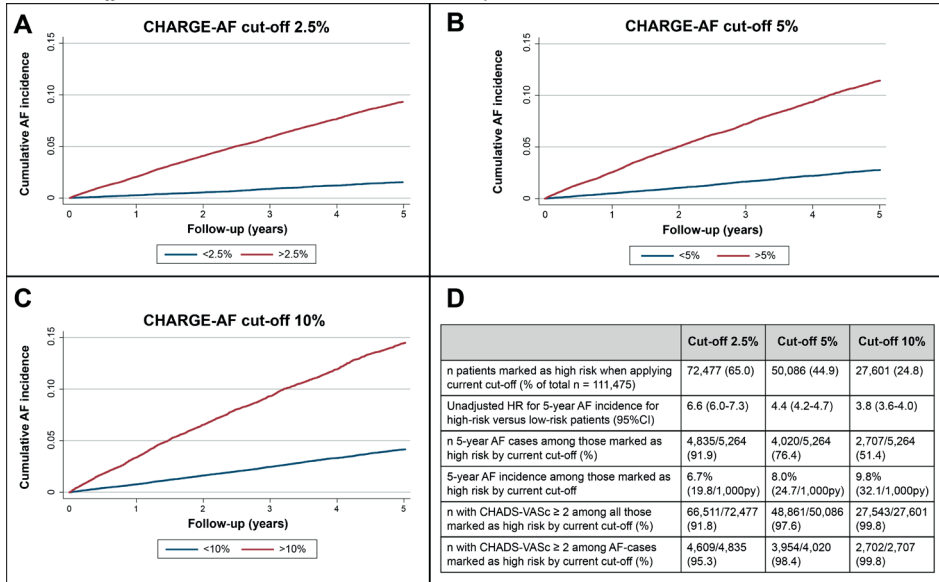 A
CHARGE-AF cut-off 2.5%
Cumulative AF incidence
0.15
0.10
0.05
0
0 1 2 3 4 5
Follow-up (years)
<2.5% >2.5%
B
CHARGE-AF cut-off 5%
Cumulative AF incidence
0.15
0.10
0.05
0
0 1 2 3 4 5
Follow-up (years)
<5% >5%
C
CHARGE-AF cut-off 10%
Cumulative AF incidence
0.15
0.10
0.05
0
0 1 2 3 4 5
Follow-up (years)
<10% >10%
D
Cut-off 2.5% Cut-off 5% Cut-off 10%
n patients marked as high risk when applying
current cut-off (% of total n = 111,475)
72,477 (65.0) 50,086 (44.9) 27,601 (24.8)
Unadjusted HR for 5-year AF incidence for
high-risk versus low-risk patients (95%CI)
6.6 (6.0-7.3) 4.4 (4.2-4.7) 3.8 (3.6-4.0)
n 5-year AF cases among those marked as
high risk by current cut-off (%)
4,835/5,264 4,020/5,264 2,707/5,264
(91.9) (76.4) (51.4)
5-year AF incidence among those marked as
high risk by current cut-off
6.7% 8.0% 9.8%
(19.8/1,000py) (24.7/1,000py) (32.1/1,000py)
n with CHADS-VASc ≥ 2 among all those
marked as high risk by current cut-off (%)
66,511/72,477 48,861/50,086 27,543/27,601
(91.8) (97.6) (99.8)
n with CHADS-VASc ≥ 2 among AF-cases
marked as high risk by current cut-off (%)
4,609/4,835 3,954/4,020 2,702/2,707
(95.3) (98.4) (99.8)